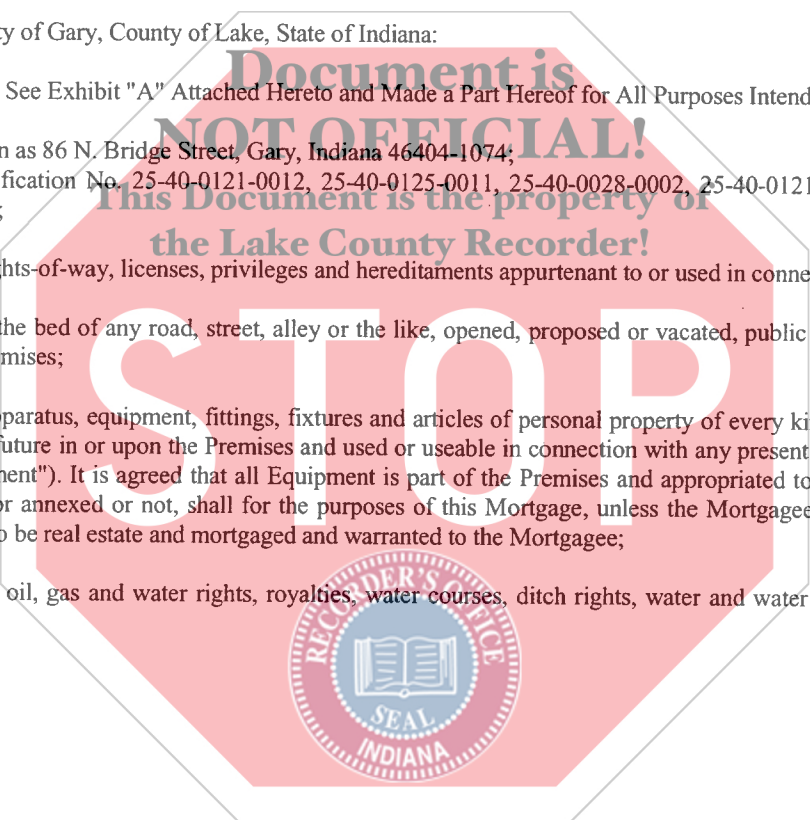 ty of Gary, County of Lake, State of Indiana:
Document is
See Exhibit "A" Attached Hereto and Made a Part Hereof for All Purposes Intend
NOT OFFICIAL!
n as 86 N. Bridge Street, Gary, Indiana 46404-1074;
fication No. 25-40-0121-0012, 25-40-0125-0011, 25-40-0028-0002, 25-40-0121
This Document is the property of
;
the Lake County Recorder!
hts-of-way, licenses, privileges and hereditaments appurtenant to or used in conne
the bed of any road, street, alley or the like, opened, proposed or vacated, public
mises;
STOP
pparatus, equipment, fittings, fixtures and articles of personal property of every ki
future in or upon the Premises and used or useable in connection with any present
nent"). It is agreed that all Equipment is part of the Premises and appropriated to
or annexed or not, shall for the purposes of this Mortgage, unless the Mortgagee
o be real estate and mortgaged and warranted to the Mortgagee;
oil, gas and water rights, royalties, water courses, ditch rights, water and water
RECORDER'S OFFICE
SEAL
INDIANA